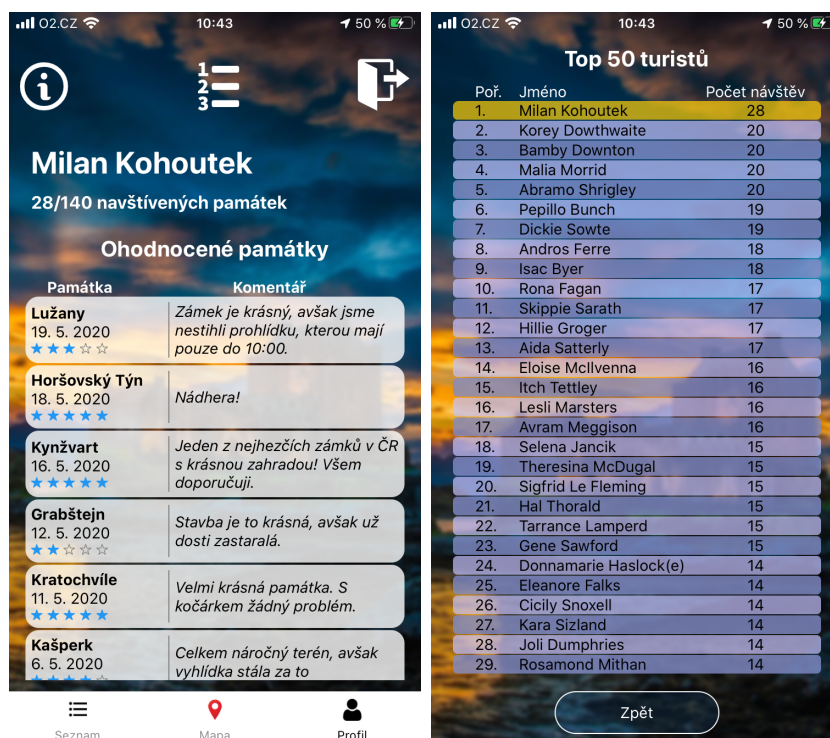 O2.CZ 10:43 50 %
1
2
3
Milan Kohoutek
28/140 navštívených památek
Ohodnocené památky
Památka Komentář
Lužany
19. 5. 2020
Zámek je krásný, avšak jsme
nestihli prohlídku, kterou mají
pouze do 10:00.
Horšovský Týn
18. 5. 2020
Nádhera!
Kynžvart
16. 5. 2020
Jeden z nejhezčích zámků v ČR
s krásnou zahradou! Všem
doporučuji.
Grabštejn
12. 5. 2020
Stavba je to krásná, avšak už
dosti zastaralá.
Kratochvíle
11. 5. 2020
Velmi krásná památka. S
kočárkem žádný problém.
Kašperk
6. 5. 2020
Celkem náročný terén, avšak
vyhlídka stála za to
Seznam Mapa Profil
O2.CZ 10:43 50 %
Top 50 turistů
Poř. Jméno Počet návštěv
1. Milan Kohoutek 28
2. Korey Dowthwaite 20
3. Bamby Downton 20
4. Malia Morrid 20
5. Abramo Shrigley 20
6. Pepillo Bunch 19
7. Dickie Sowte 19
8. Andros Ferre 18
9. Isac Byer 18
10. Rona Fagan 17
11. Skippie Sarath 17
12. Hillie Groger 17
13. Aida Satterly 17
14. Eloise McIlvenna 16
15. Itch Tettley 16
16. Lesli Marsters 16
17. Avram Meggison 16
18. Selena Jancik 15
19. Theresina McDugal 15
20. Sigfrid Le Fleming 15
21. Hal Thorald 15
22. Tarrance Lamperd 15
23. Gene Sawford 15
24. Donnamarie Haslock(e) 14
25. Eleanore Falks 14
26. Cicily Snoxell 14
27. Kara Sizland 14
28. Joli Dumphries 14
29. Rosamond Mithan 14
Zpět